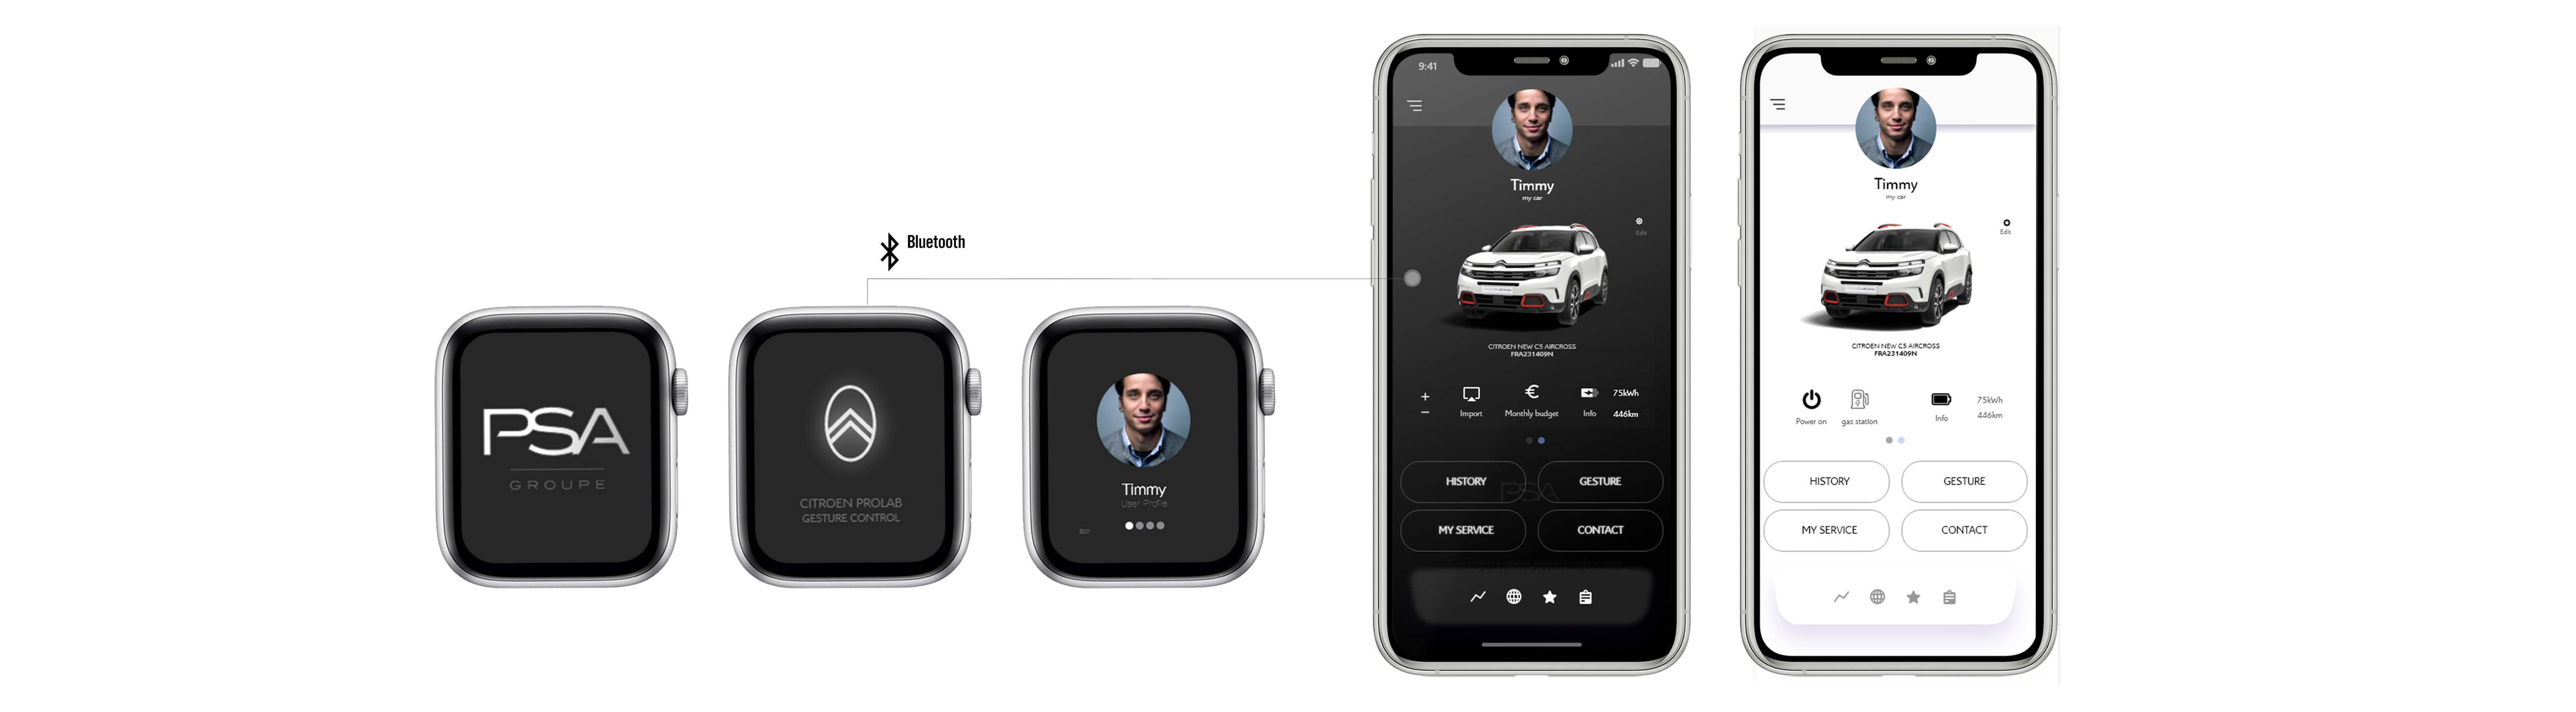 Bluetooth
PSA
GROUPE
CITROEN PROLAB
GESTURE CONTROL
Timmy
User Profile
9:41
Timmy
my car
Edit
CITROEN NEW C5 AIRCROSS
FRA231409N
+
−
Import
€
Monthly budget
Info
75kWh
446km
HISTORY
GESTURE
PSA
MY SERVICE
CONTACT
Timmy
my car
Edit
CITROEN NEW C5 AIRCROSS
FRA231409N
Power on
gas station
Info
75kWh
446km
HISTORY
GESTURE
MY SERVICE
CONTACT